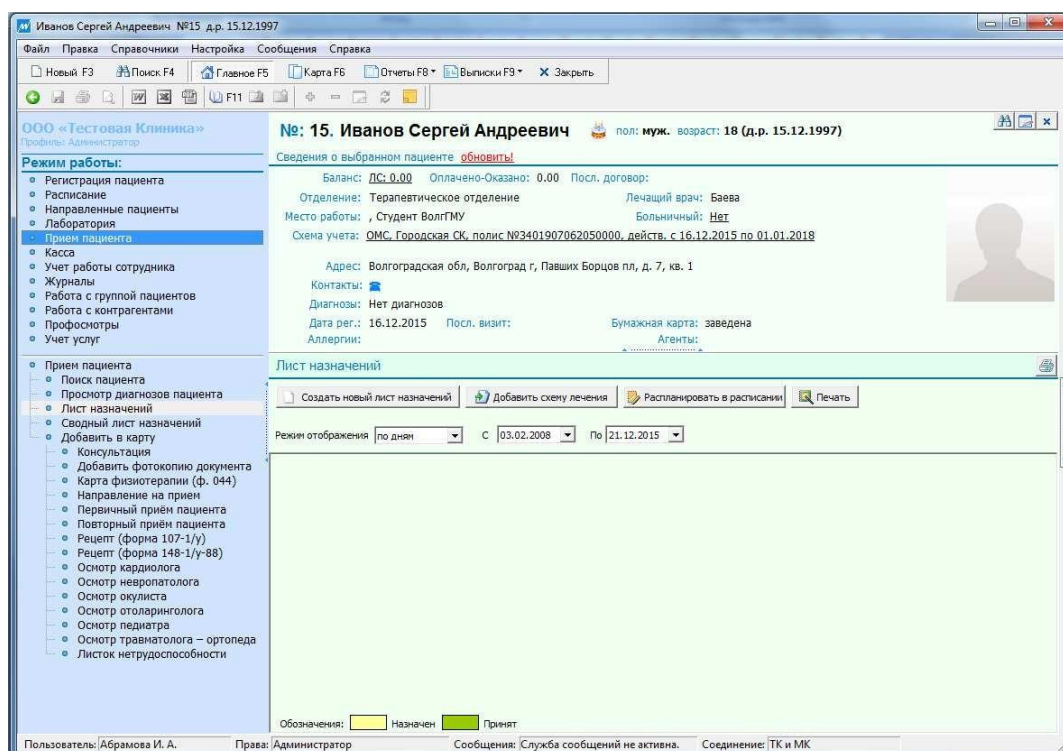 Иванов Сергей Андреевич №15 д.р. 15.12.1997
Файл Правка Справочники Настройка Сообщения Справка
Новый F3 Поиск F4 Главное F5 Карта F6 Отчеты F8 Выписки F9 Закрыть
F11
ООО «Тестовая Клиника»
Профиль: Администратор
Режим работы:
Регистрация пациента
Расписание
Направленные пациенты
Лаборатория
Прием пациента
Касса
Учет работы сотрудника
Журналы
Работа с группой пациентов
Работа с контрагентами
Профосмотры
Учет услуг
Прием пациента
Поиск пациента
Просмотр диагнозов пациента
Лист назначений
Сводный лист назначений
Добавить в карту
Консультация
Добавить фотокопию документа
Карта физиотерапии (ф. 044)
Направление на прием
Первичный приём пациента
Повторный приём пациента
Рецепт (форма 107-1/у)
Рецепт (форма 148-1/у-88)
Осмотр кардиолога
Осмотр невропатолога
Осмотр окулиста
Осмотр отоларинголога
Осмотр педиатра
Осмотр травматолога – ортопеда
Листок нетрудоспособности
№: 15. Иванов Сергей Андреевич пол: муж. возраст: 18 (д.р. 15.12.1997)
Сведения о выбранном пациенте обновить!
Баланс: ЛС: 0.00 Оплачено-Оказано: 0.00 Посл. договор:
Отделение: Терапевтическое отделение Лечащий врач: Баева
Место работы: , Студент ВолгГМУ Больничный: Нет
Схема учета: ОМС, Городская СК, полис №3401907062050000, действ. с 16.12.2015 по 01.01.2018
Адрес: Волгоградская обл, Волгоград г, Павших Борцов пл, д. 7, кв. 1
Контакты:
Диагнозы: Нет диагнозов
Дата рег.: 16.12.2015 Посл. визит: Бумажная карта: заведена
Аллергии: Агенты:
Лист назначений
Создать новый лист назначений Добавить схему лечения Распланировать в расписании Печать
Режим отображения по дням С 03.02.2008 По 21.12.2015
Обозначения: Назначен Принят
Пользователь: Абрамова И. А. Права: Администратор Сообщения: Служба сообщений не активна. Соединение: ТК и МК